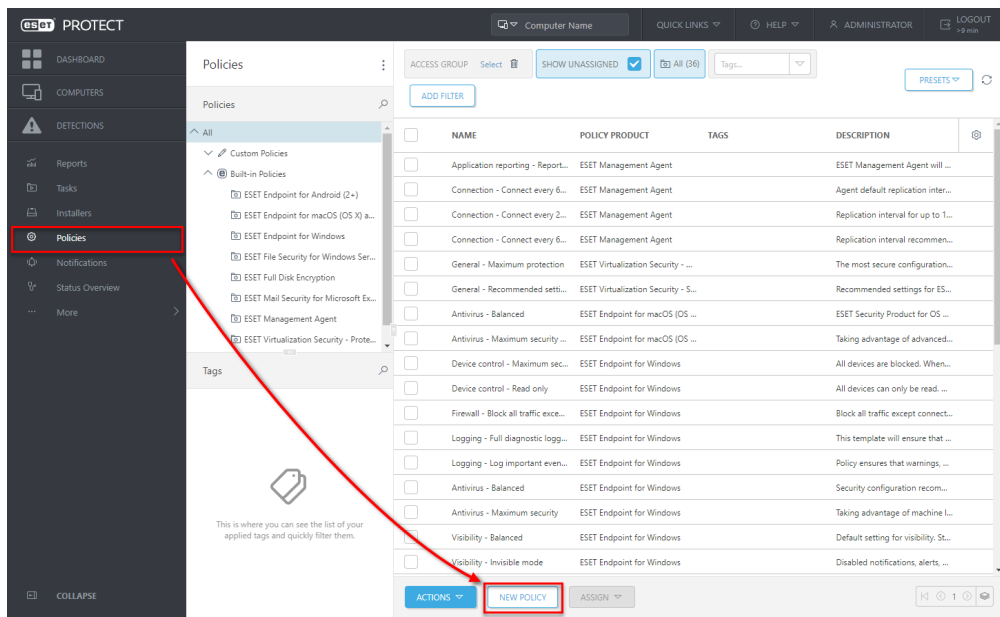 eset PROTECT
Computer Name
QUICK LINKS
HELP
ADMINISTRATOR
LOGOUT
>9 min
DASHBOARD
COMPUTERS
DETECTIONS
Reports
Tasks
Installers
Policies
Notifications
Status Overview
More
COLLAPSE
Policies
Policies
All
Custom Policies
Built-in Policies
ESET Endpoint for Android (2+)
ESET Endpoint for macOS (OS X) a...
ESET Endpoint for Windows
ESET File Security for Windows Ser...
ESET Full Disk Encryption
ESET Mail Security for Microsoft Ex...
ESET Management Agent
ESET Virtualization Security - Prote...
Tags
This is where you can see the list of your
applied tags and quickly filter them.
ACCESS GROUP Select
SHOW UNASSIGNED
All (36)
Tags...
PRESETS
ADD FILTER
NAME POLICY PRODUCT TAGS DESCRIPTION
Application reporting - Report... ESET Management Agent ESET Management Agent will ...
Connection - Connect every 6... ESET Management Agent Agent default replication inter...
Connection - Connect every 2... ESET Management Agent Replication interval for up to 1...
Connection - Connect every 6... ESET Management Agent Replication interval recommen...
General - Maximum protection ESET Virtualization Security - ... The most secure configuration...
General - Recommended setti... ESET Virtualization Security - S... Recommended settings for ES...
Antivirus - Balanced ESET Endpoint for macOS (OS ... ESET Security Product for OS ...
Antivirus - Maximum security ... ESET Endpoint for macOS (OS ... Taking advantage of advanced...
Device control - Maximum sec... ESET Endpoint for Windows All devices are blocked. When...
Device control - Read only ESET Endpoint for Windows All devices can only be read. ...
Firewall - Block all traffic exce... ESET Endpoint for Windows Block all traffic except connect...
Logging - Full diagnostic logg... ESET Endpoint for Windows This template will ensure that ...
Logging - Log important even... ESET Endpoint for Windows Policy ensures that warnings, ...
Antivirus - Balanced ESET Endpoint for Windows Security configuration recom...
Antivirus - Maximum security ESET Endpoint for Windows Taking advantage of machine l...
Visibility - Balanced ESET Endpoint for Windows Default setting for visibility. St...
Visibility - Invisible mode ESET Endpoint for Windows Disabled notifications, alerts, ...
ACTIONS
NEW POLICY
ASSIGN
1